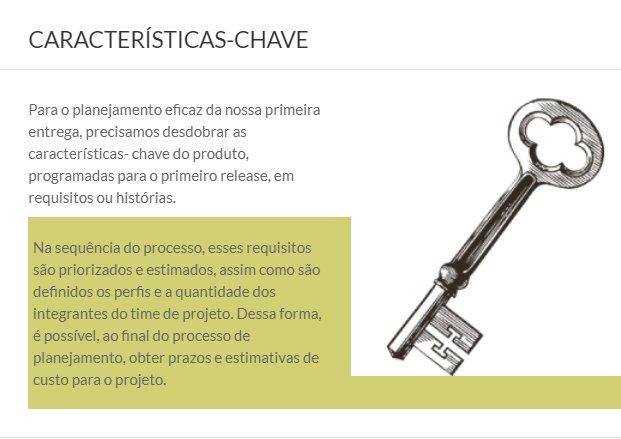 CARACTERÍSTICAS-CHAVE
Para o planejamento eficaz da nossa primeira
entrega, precisamos desdobrar as
características- chave do produto,
programadas para o primeiro release, em
requisitos ou histórias.
Na sequência do processo, esses requisitos
são priorizados e estimados, assim como são
definidos os perfis e a quantidade dos
integrantes do time de projeto. Dessa forma,
é possível, ao final do processo de
planejamento, obter prazos e estimativas de
custo para o projeto.